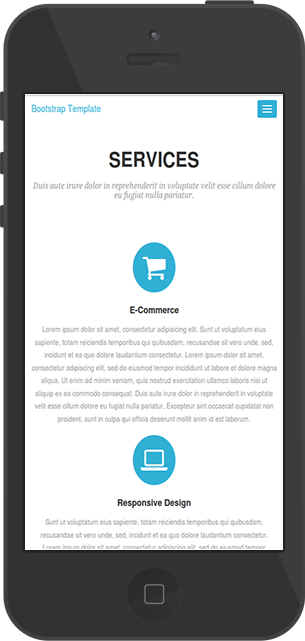 Bootstrap Template
SERVICES
Duis aute irure dolor in reprehenderit in voluptate velit esse cillum dolore
eu fugiat nulla pariatur.
E-Commerce
Lorem ipsum dolor sit amet, consectetur adipisicing elit. Sunt ut voluptatum eius
sapiente, totam reiciendis temporibus qui quibusdam, recusandae sit vero unde, sed,
incidunt et ea quo dolore laudantium consectetur. Lorem ipsum dolor sit amet,
consectetur adipisicing elit, sed do eiusmod tempor incididunt ut labore et dolore magna
aliqua. Ut enim ad minim veniam, quis nostrud exercitation ullamco laboris nisi ut
aliquip ex ea commodo consequat. Duis aute irure dolor in reprehenderit in voluptate
velit esse cillum dolore eu fugiat nulla pariatur. Excepteur sint occaecat cupidatat non
proident, sunt in culpa qui officia deserunt mollit anim id est laborum.
Responsive Design
Sunt ut voluptatum eius sapiente, totam reiciendis temporibus qui quibusdam,
recusandae sit vero unde, sed, incidunt et ea quo dolore laudantium consectetur.
Lorem ipsum dolor sit amet, consectetur adipisicing elit, sed do eiusmod tempor